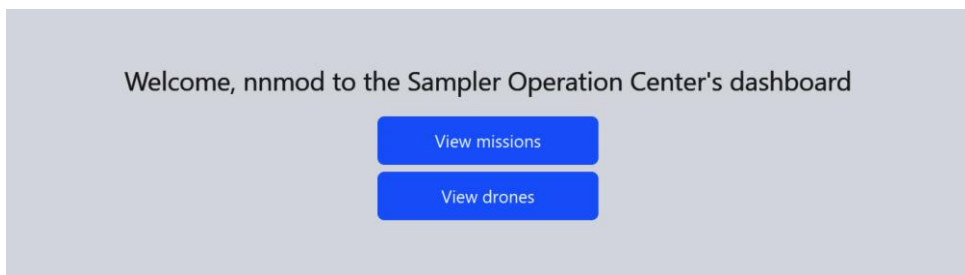 Welcome, nnmod to the Sampler Operation Center's dashboard
View missions
View drones